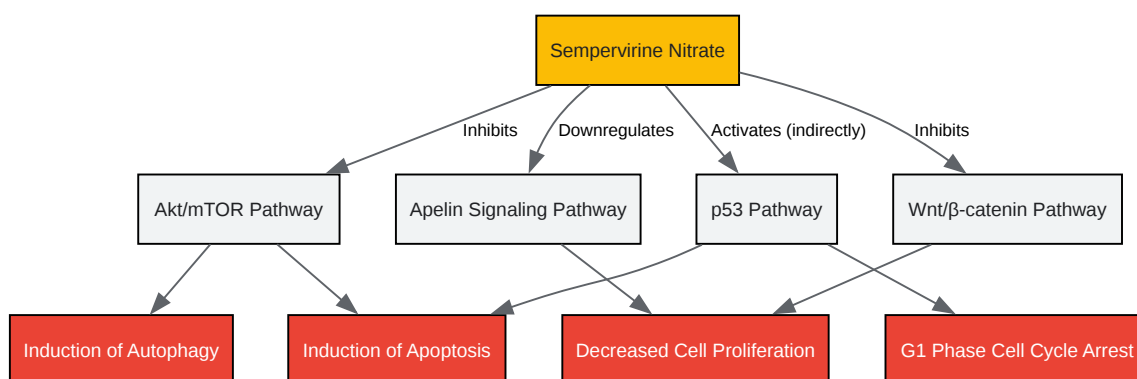 Sempervirine Nitrate
Inhibits
Downregulates
Activates (indirectly)
Inhibits
Akt/mTOR Pathway
Apelin Signaling Pathway
p53 Pathway
Wnt/β-catenin Pathway
Induction of Autophagy
Induction of Apoptosis
Decreased Cell Proliferation
G1 Phase Cell Cycle Arrest